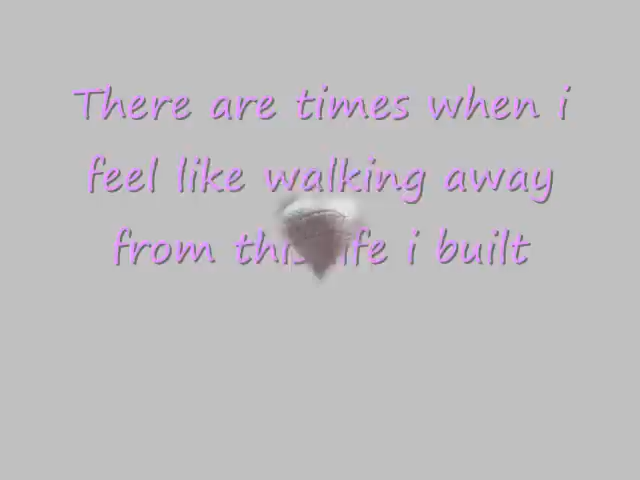 There are times when i
feel like walking away
from this life i built